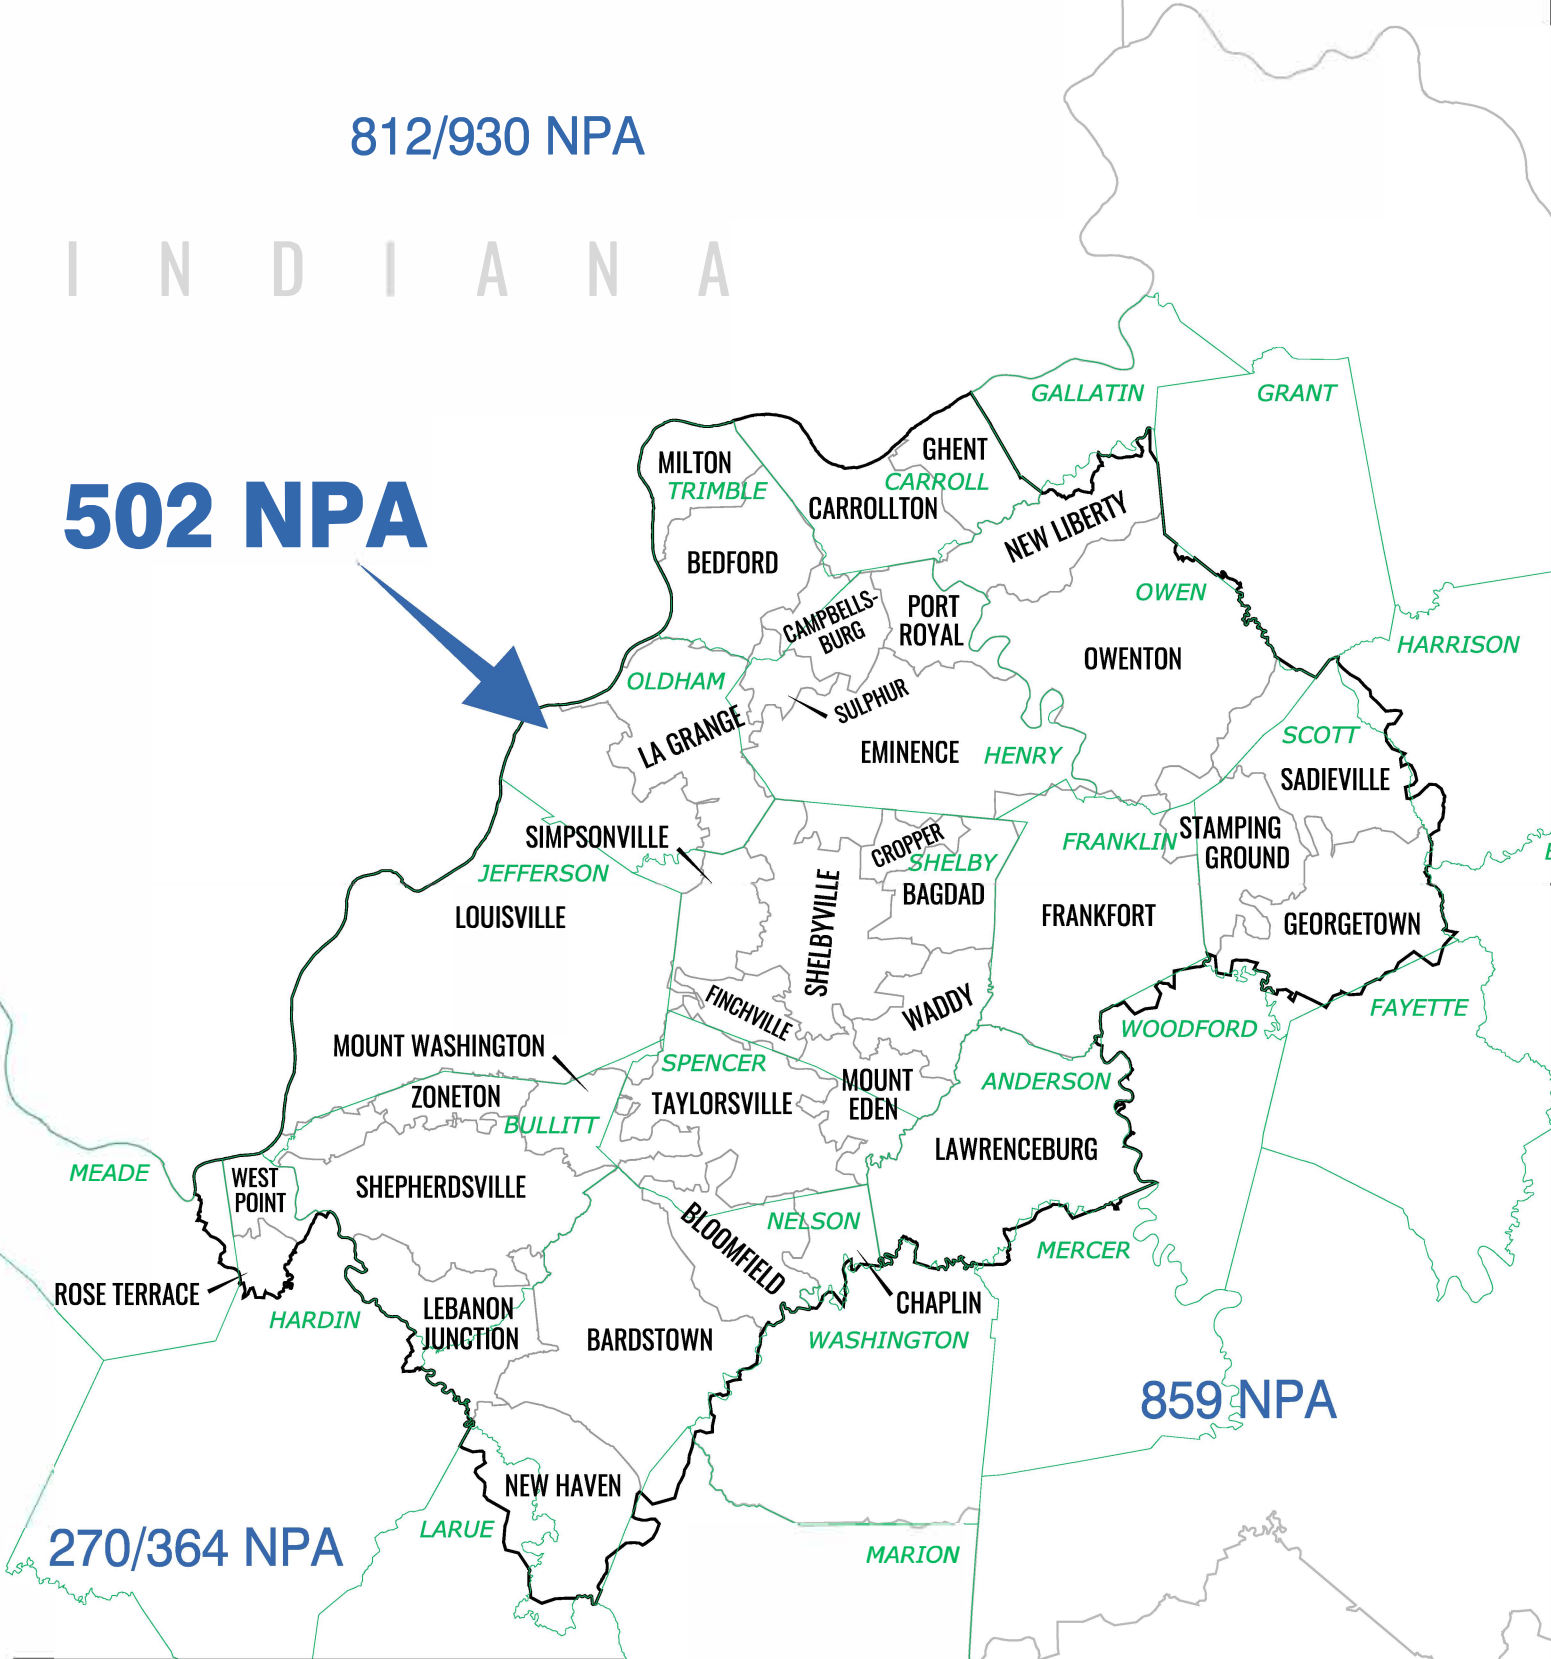 812/930 NPA
INDIANA
502 NPA
GALLATIN
GRANT
MILTON
TRIMBLE
GHENT
CARROLL
CARROLLTON
NEW LIBERTY
BEDFORD
OWEN
CAMPBELLS-
BURG
PORT
ROYAL
HARRISON
OWENTON
OLDHAM
SULPHUR
LA GRANGE
EMINENCE
HENRY
SCOTT
SADIEVILLE
SIMPSONVILLE
CROPPER
SHELBY
FRANKLIN
STAMPING
GROUND
JEFFERSON
BAGDAD
LOUISVILLE
SHELBYVILLE
FRANKFORT
GEORGETOWN
FINCHVILLE
WADDY
FAYETTE
WOODFORD
MOUNT WASHINGTON
SPENCER
ZONETON
MOUNT
EDEN
ANDERSON
TAYLORSVILLE
BULLITT
LAWRENCEBURG
MEADE
WEST
POINT
SHEPHERDSVILLE
BLOOMFIELD
NELSON
MERCER
ROSE TERRACE
HARDIN
LEBANON
JUNCTION
CHAPLIN
BARDSTOWN
WASHINGTON
859 NPA
NEW HAVEN
LARUE
270/364 NPA
MARION